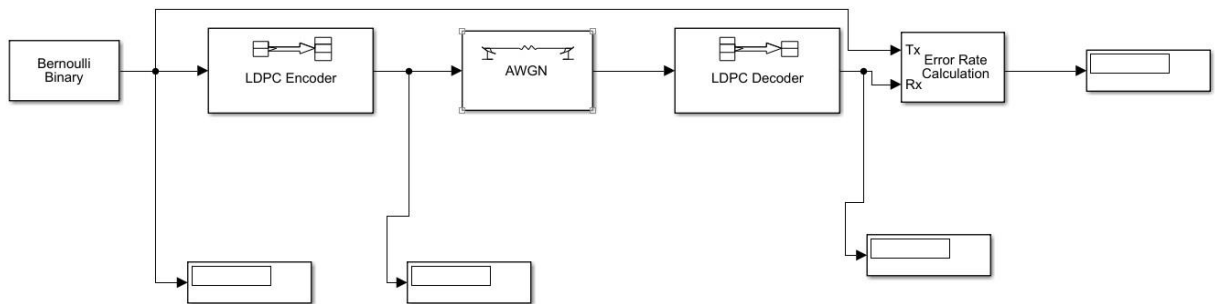 Bernoulli
Binary
LDPC Encoder
AWGN
LDPC Decoder
Tx
Rx
Error Rate
Calculation